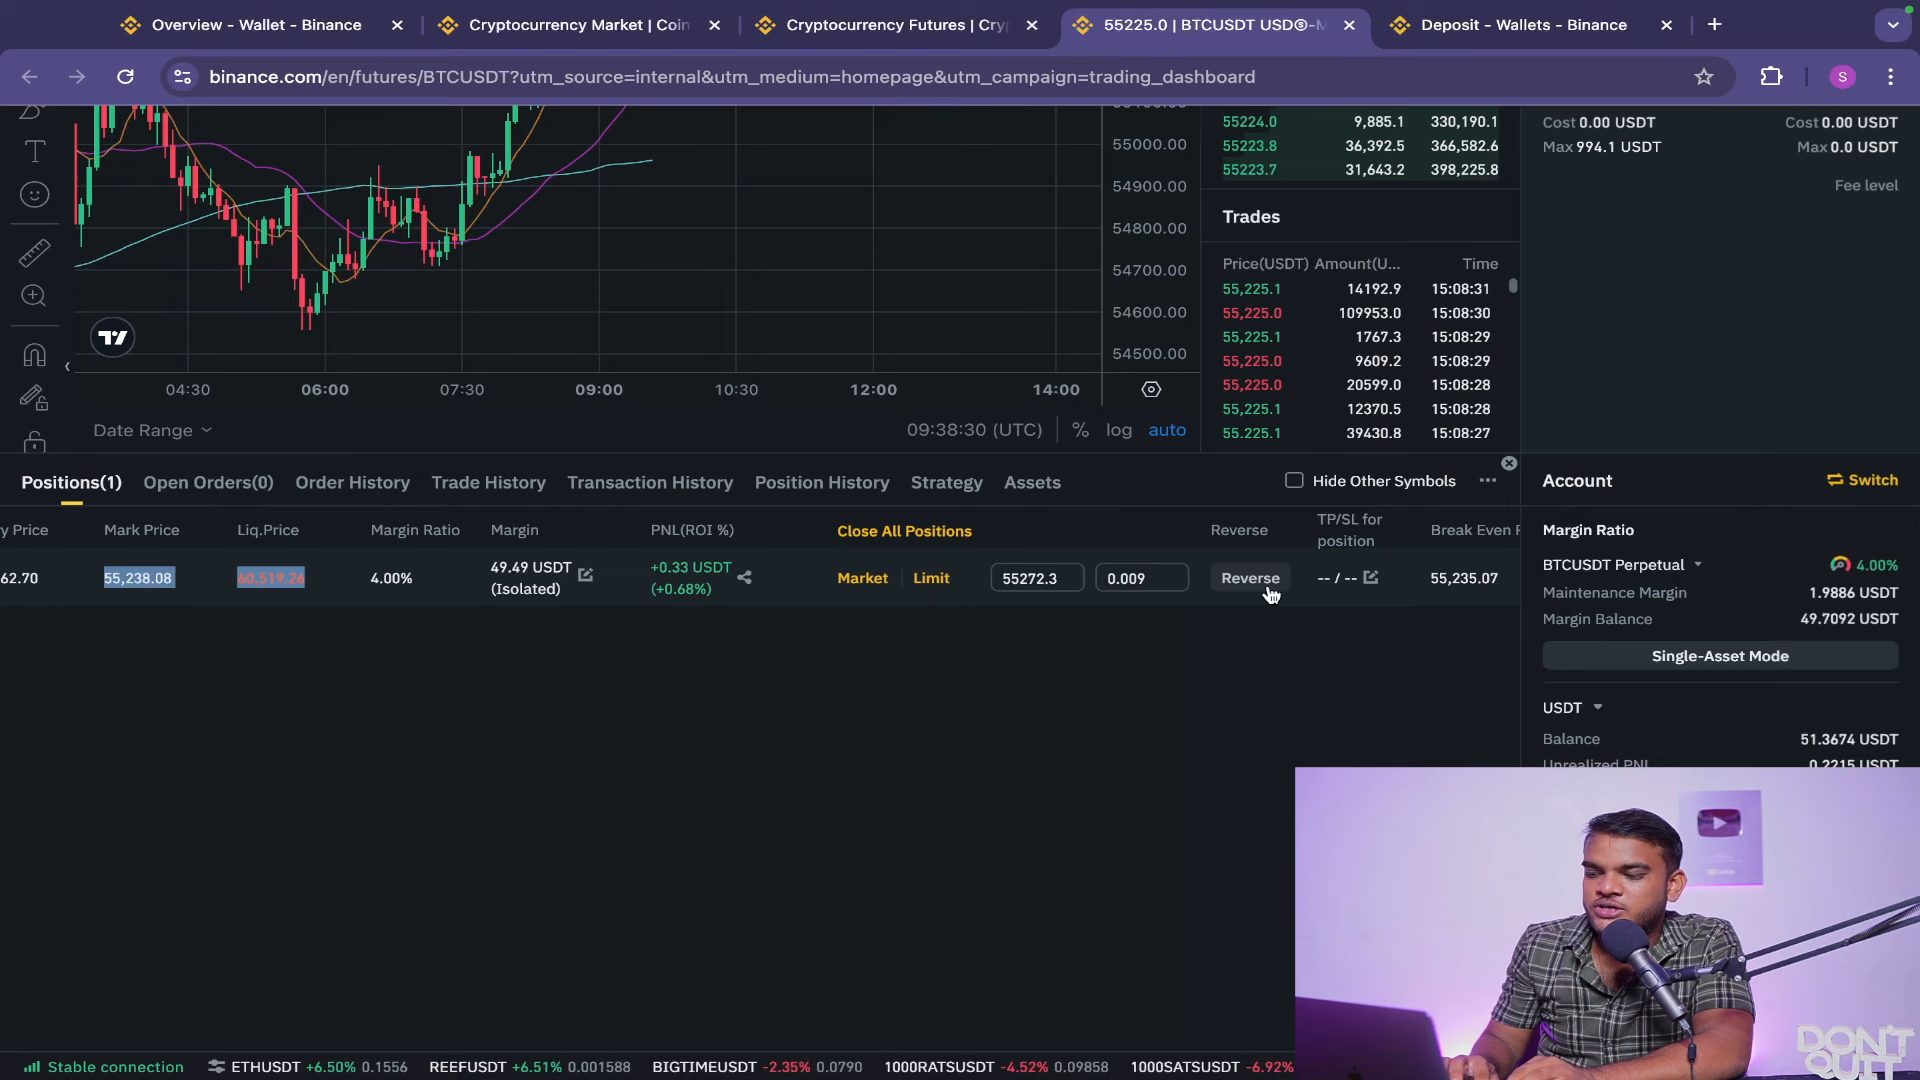 Overview - Wallet - Binance
Cryptocurrency Market | Coin
Cryptocurrency Futures | Cry
55225.0 | BTCUSDT USDⓈ-M
Deposit - Wallets - Binance
binance.com/en/futures/BTCUSDT?utm_source=internal&utm_medium=homepage&utm_campaign=trading_dashboard
S
55224.0 9,885.1 330,190.1
55223.8 36,392.5 366,582.6
55223.7 31,643.2 398,225.8
Cost 0.00 USDT Cost 0.00 USDT
Max 994.1 USDT Max 0.0 USDT
Fee level
55000.00
54900.00
54800.00
54700.00
54600.00
54500.00
04:30 06:00 07:30 09:00 10:30 12:00 14:00
Date Range 09:38:30 (UTC) % log auto
Trades
Price(USDT) Amount(U... Time
55,225.1 14192.9 15:08:31
55,225.0 109953.0 15:08:30
55,225.1 1767.3 15:08:29
55,225.0 9609.2 15:08:29
55,225.0 20599.0 15:08:28
55,225.1 12370.5 15:08:28
55,225.1 39430.8 15:08:27
Positions(1) Open Orders(0) Order History Trade History Transaction History Position History Strategy Assets Hide Other Symbols
y Price Mark Price Liq.Price Margin Ratio Margin PNL(ROI %) Close All Positions Reverse TP/SL for position Break Even P
62.70 55,238.08 60,519.26 4.00% 49.49 USDT (Isolated) +0.33 USDT (+0.68%) Market Limit 55272.3 0.009 Reverse -- / -- 55,235.07
Account Switch
Margin Ratio
BTCUSDT Perpetual 4.00%
Maintenance Margin 1.9886 USDT
Margin Balance 49.7092 USDT
Single-Asset Mode
USDT
Balance 51.3674 USDT
Unrealized PNL 0.2215 USDT
DON'T
QUIT
Stable connection ETHUSDT +6.50% 0.1556 REEFUSDT +6.51% 0.001588 BIGTIMEUSDT -2.35% 0.0790 1000RATSUSDT -4.52% 0.09858 1000SATSUSDT -6.92%